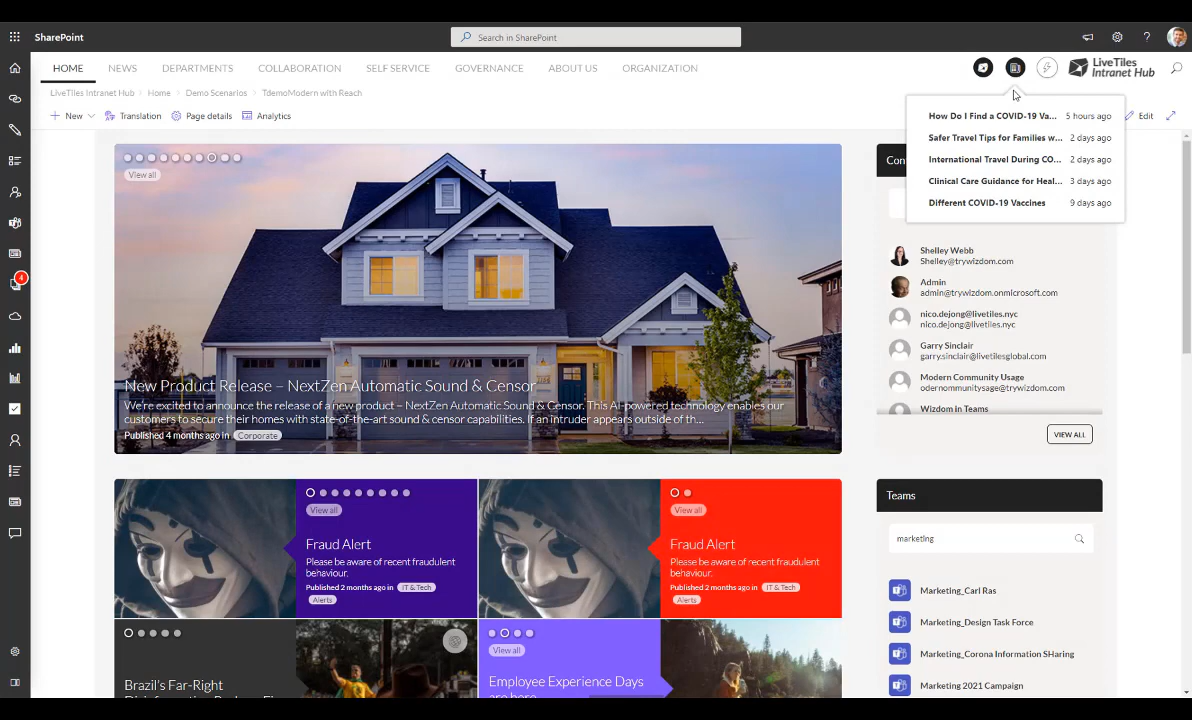 SharePoint
Search in SharePoint
?
HOME
NEWS
DEPARTMENTS
COLLABORATION
SELF SERVICE
GOVERNANCE
ABOUT US
ORGANIZATION
LiveTiles
Intranet Hub
LiveTiles Intranet Hub > Home > Demo Scenarios > TdemoModern with Reach
New
Translation
Page details
Analytics
Edit
How Do I Find a COVID-19 Va... 5 hours ago
Safer Travel Tips for Families w... 2 days ago
International Travel During CO... 2 days ago
Clinical Care Guidance for Heal... 3 days ago
Different COVID-19 Vaccines 9 days ago
View all
New Product Release – NextZen Automatic Sound & Censor
We're excited to announce the release of a new product – NextZen Automatic Sound & Censor. This AI-powered technology enables our
customers to secure their homes with state-of-the-art sound & censor capabilities. If an intruder appears outside of th...
Published 4 months ago in Corporate
Con
Shelley Webb
Shelley@trywizdom.com
Admin
admin@trywizdom.onmicrosoft.com
nico.dejong@livetiles.nyc
nico.dejong@livetiles.nyc
Garry Sinclair
garry.sinclair@livetilesglobal.com
Modern Community Usage
odernommunitysage@trywizdom.com
Wizdom in Teams
VIEW ALL
4
View all
Fraud Alert
Please be aware of recent fraudulent
behaviour.
Published 2 months ago in IT & Tech
Alerts
View all
Fraud Alert
Please be aware of recent fraudulent
behaviour.
Published 2 months ago in IT & Tech
Alerts
Brazil's Far-Right
View all
Employee Experience Days
are here
Teams
marketing
Marketing_Carl Ras
Marketing_Design Task Force
Marketing_Corona Information SHaring
Marketing 2021 Campaign